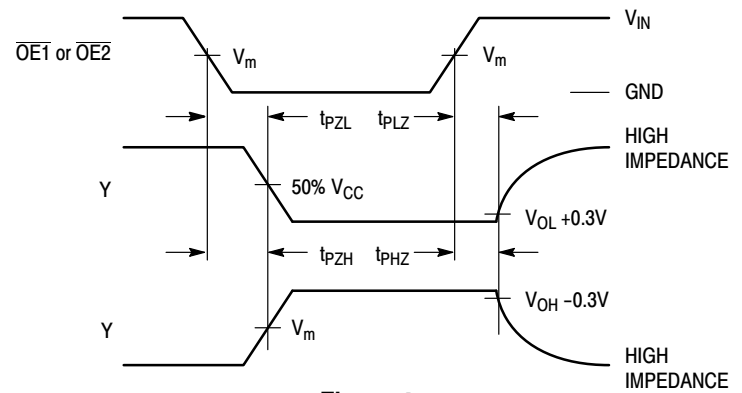 V_IN
OE1 or OE2
V_m
V_m
GND
t_PZL
t_PLZ
HIGH
IMPEDANCE
Y
50% V_CC
V_OL +0.3V
t_PZH
t_PHZ
V_OH −0.3V
Y
V_m
HIGH
IMPEDANCE